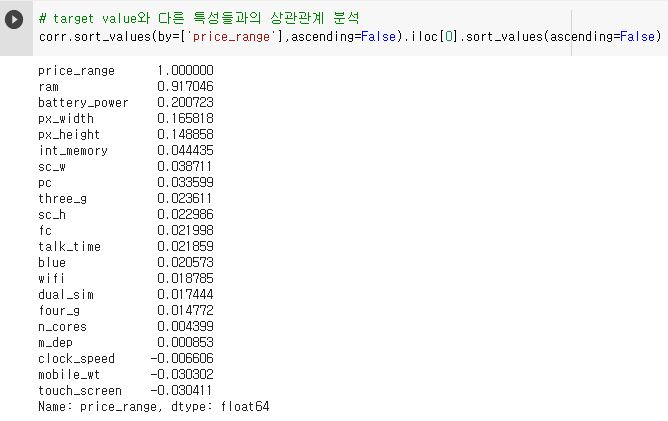 # target value와 다른 특성들과의 상관관계 분석
corr.sort_values(by=['price_range'],ascending=False).iloc[0].sort_values(ascending=False)
price_range 1.000000
ram 0.917046
battery_power 0.200723
px_width 0.165818
px_height 0.148858
int_memory 0.044435
sc_w 0.038711
pc 0.033599
three_g 0.023611
sc_h 0.022986
fc 0.021998
talk_time 0.021859
blue 0.020573
wifi 0.018785
dual_sim 0.017444
four_g 0.014772
n_cores 0.004399
m_dep 0.000853
clock_speed -0.006606
mobile_wt -0.030302
touch_screen -0.030411
Name: price_range, dtype: float64